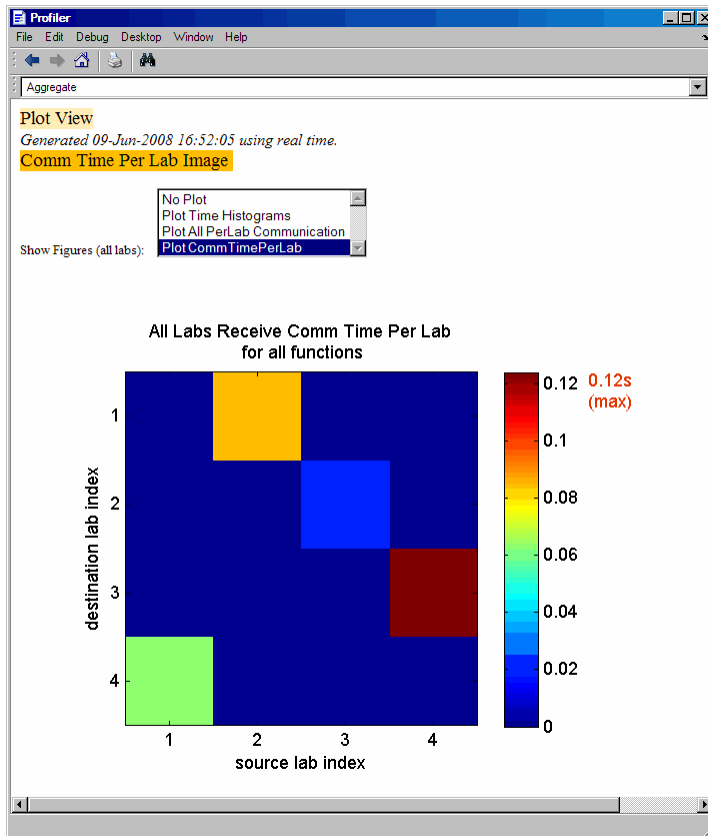 Profiler
File Edit Debug Desktop Window Help
Aggregate
Plot View
Generated 09-Jun-2008 16:52:05 using real time.
Comm Time Per Lab Image
No Plot
Plot Time Histograms
Plot All PerLab Communication
Show Figures (all labs): Plot CommTimePerLab
All Labs Receive Comm Time Per Lab
for all functions
0.12 0.12s
(max)
0.1
0.08
0.06
0.04
0.02
0
1
2
3
4
destination lab index
1 2 3 4
source lab index